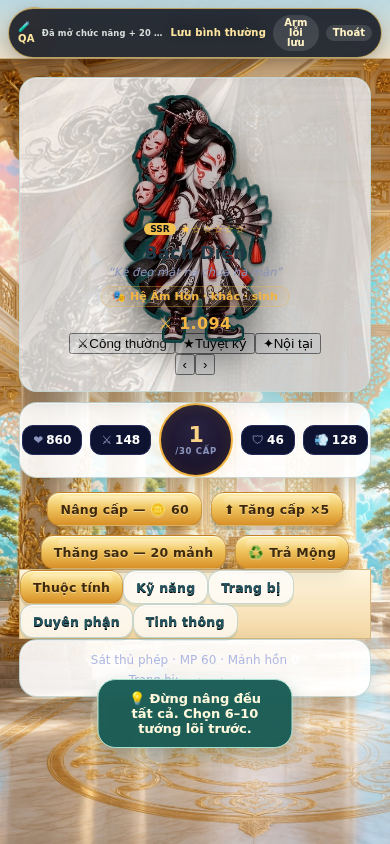 🧪 QA
Đã mở chức năng + 20 …
Lưu bình thường
Arm lỗi lưu
Thoát
SSR
"Kẻ đẹp mặt nạ
🎭 Hệ Ám Hồn · khắc · sinh
⚔ 1.094
⚔Công thường ★Tuyệt kỹ ✦Nội tại
‹ ›
❤ 860
⚔ 148
1
/30 CẤP
🛡 46
💨 128
Nâng cấp — 🪙 60
⬆ Tăng cấp ×5
Thăng sao — 20 mảnh
♻️ Trả Mộng
Thuộc tính
Kỹ năng
Trang bị
Duyên phận
Tinh thông
Sát thủ phép · MP 60 · Mảnh hồn 0
Trang bị:
💡 Đừng nâng đều
tất cả. Chọn 6–10
tướng lõi trước.